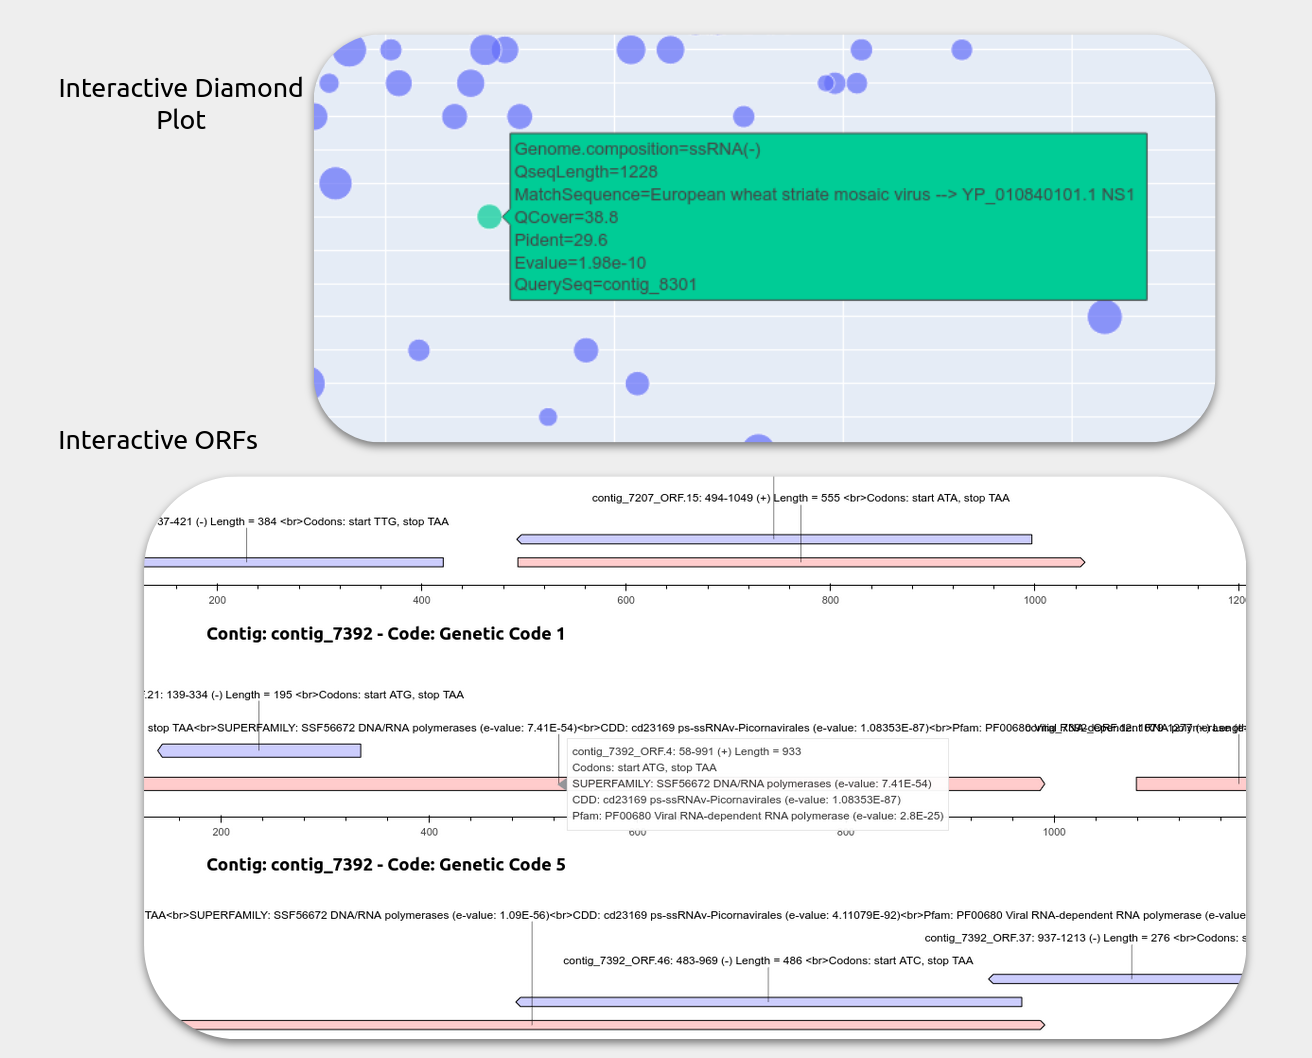 Interactive Diamond
Plot
Genome.composition=ssRNA(-)
QseqLength=1228
MatchSequence=European wheat striate mosaic virus --> YP_010840101.1 NS1
QCover=38.8
Pident=29.6
Evalue=1.98e-10
QuerySeq=contig_8301
Interactive ORFs
contig_7207_ORF.15: 494-1049 (+) Length = 555 <br>Codons: start ATA, stop TAA
37-421 (-) Length = 384 <br>Codons: start TTG, stop TAA
200 400 600 800 1000 120
Contig: contig_7392 - Code: Genetic Code 1
.21: 139-334 (-) Length = 195 <br>Codons: start ATG, stop TAA
stop TAA<br>SUPERFAMILY: SSF56672 DNA/RNA polymerases (e-value: 7.41E-54)<br>CDD: cd23169 ps-ssRNAv-Picornavirales (e-value: 1.08353E-87)<br>Pfam: PF00680
contig_7392_ORF.4: 58-991 (+) Length = 933
Codons: start ATG, stop TAA
SUPERFAMILY: SSF56672 DNA/RNA polymerases (e-value: 7.41E-54)
CDD: cd23169 ps-ssRNAv-Picornavirales (e-value: 1.08353E-87)
Pfam: PF00680 Viral RNA-dependent RNA polymerase (e-value: 2.8E-25)
200 400 600 800 1000
Contig: contig_7392 - Code: Genetic Code 5
TAA<br>SUPERFAMILY: SSF56672 DNA/RNA polymerases (e-value: 1.09E-56)<br>CDD: cd23169 ps-ssRNAv-Picornavirales (e-value: 4.11079E-92)<br>Pfam: PF00680 Viral RNA-dependent RNA polymerase (e-value
contig_7392_ORF.37: 937-1213 (-) Length = 276 <br>Codons: s
contig_7392_ORF.46: 483-969 (-) Length = 486 <br>Codons: start ATC, stop TAA